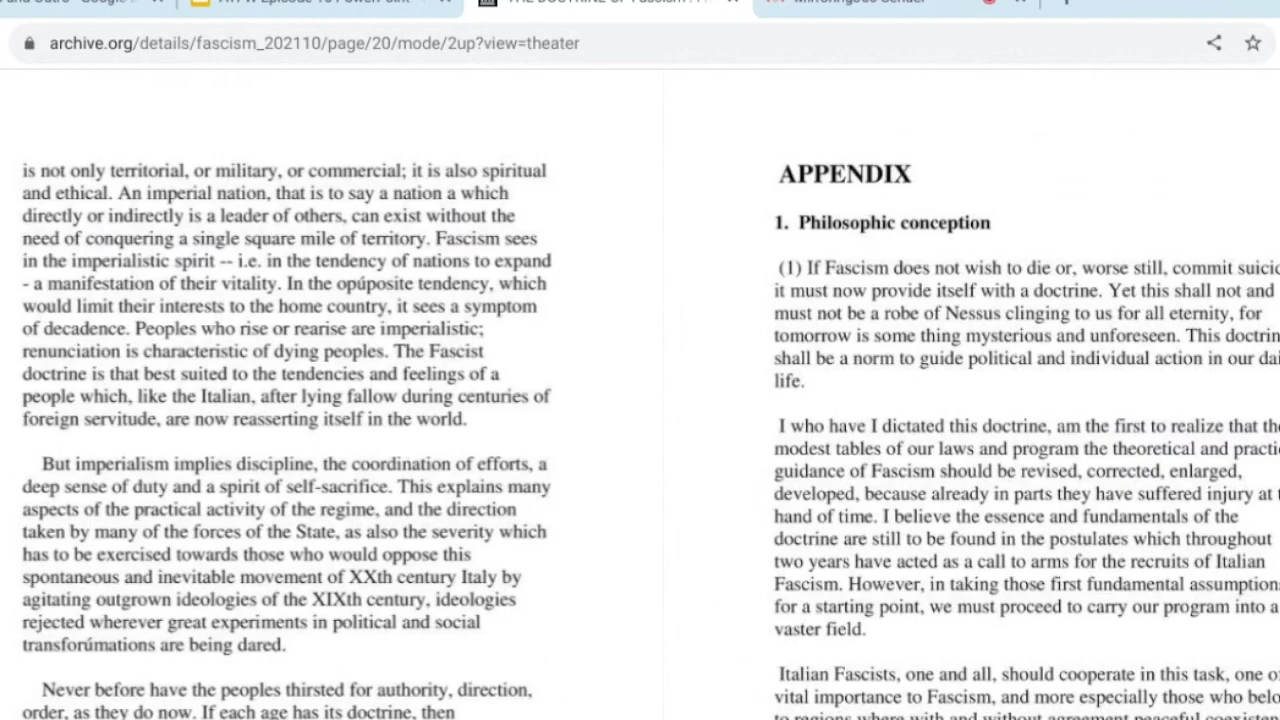 archive.org/details/fascism_202110/page/20/mode/2up?view=theater
is not only territorial, or military, or commercial; it is also spiritual
and ethical. An imperial nation, that is to say a nation a which
directly or indirectly is a leader of others, can exist without the
need of conquering a single square mile of territory. Fascism sees
in the imperialistic spirit -- i.e. in the tendency of nations to expand
- a manifestation of their vitality. In the opúposite tendency, which
would limit their interests to the home country, it sees a symptom
of decadence. Peoples who rise or rearise are imperialistic;
renunciation is characteristic of dying peoples. The Fascist
doctrine is that best suited to the tendencies and feelings of a
people which, like the Italian, after lying fallow during centuries of
foreign servitude, are now reasserting itself in the world.
But imperialism implies discipline, the coordination of efforts, a
deep sense of duty and a spirit of self-sacrifice. This explains many
aspects of the practical activity of the regime, and the direction
taken by many of the forces of the State, as also the severity which
has to be exercised towards those who would oppose this
spontaneous and inevitable movement of XXth century Italy by
agitating outgrown ideologies of the XIXth century, ideologies
rejected wherever great experiments in political and social
transforúmations are being dared.
Never before have the peoples thirsted for authority, direction,
order, as they do now. If each age has its doctrine, then
APPENDIX
1. Philosophic conception
(1) If Fascism does not wish to die or, worse still, commit suicid
it must now provide itself with a doctrine. Yet this shall not and
must not be a robe of Nessus clinging to us for all eternity, for
tomorrow is some thing mysterious and unforeseen. This doctrin
shall be a norm to guide political and individual action in our dai
life.
I who have I dictated this doctrine, am the first to realize that the
modest tables of our laws and program the theoretical and practic
guidance of Fascism should be revised, corrected, enlarged,
developed, because already in parts they have suffered injury at t
hand of time. I believe the essence and fundamentals of the
doctrine are still to be found in the postulates which throughout
two years have acted as a call to arms for the recruits of Italian
Fascism. However, in taking those first fundamental assumption
for a starting point, we must proceed to carry our program into a
vaster field.
Italian Fascists, one and all, should cooperate in this task, one of
vital importance to Fascism, and more especially those who belo
to regions where with and without agreement peaceful coexisten